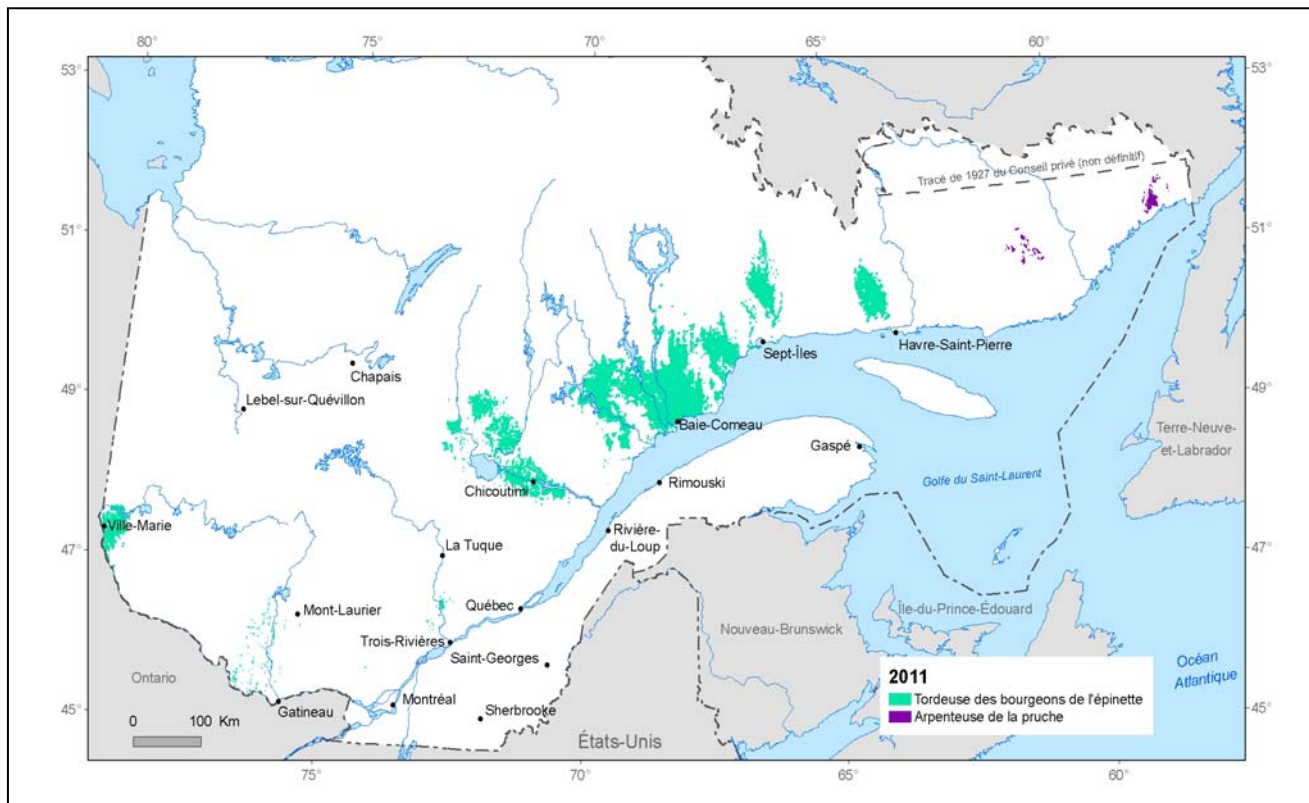 80°
75°
70°
65°
60°
53°
53°
Tracé de 1927 du Conseil privé (non définitif)
51°
51°
Sept-Îles
Havre-Saint-Pierre
Chapais
49°
49°
Lebel-sur-Quévillon
Baie-Comeau
Terre-Neuve-
et-Labrador
Gaspé
Golfe du Saint-Laurent
Chicoutimi
Rimouski
Ville-Marie
Rivière-
du-Loup
47°
La Tuque
47°
Mont-Laurier
Québec
Île-du-Prince-Édouard
Nouveau-Brunswick
Trois-Rivières
Saint-Georges
Océan
Atlantique
Ontario
2011
Tordeuse des bourgeons de l'épinette
Arpenteuse de la pruche
Montréal
Gatineau
45°
45°
0 100 Km
Sherbrooke
États-Unis
75°
70°
65°
60°